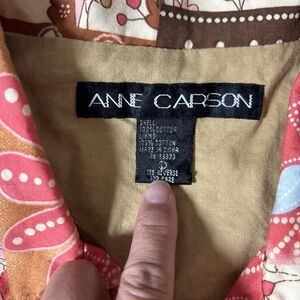 ANNE CARSON
SHELL:
100% COTTON
LINING:
100% COTTON
MADE IN CHINA
P
SEE REVERSE
FOR CARE